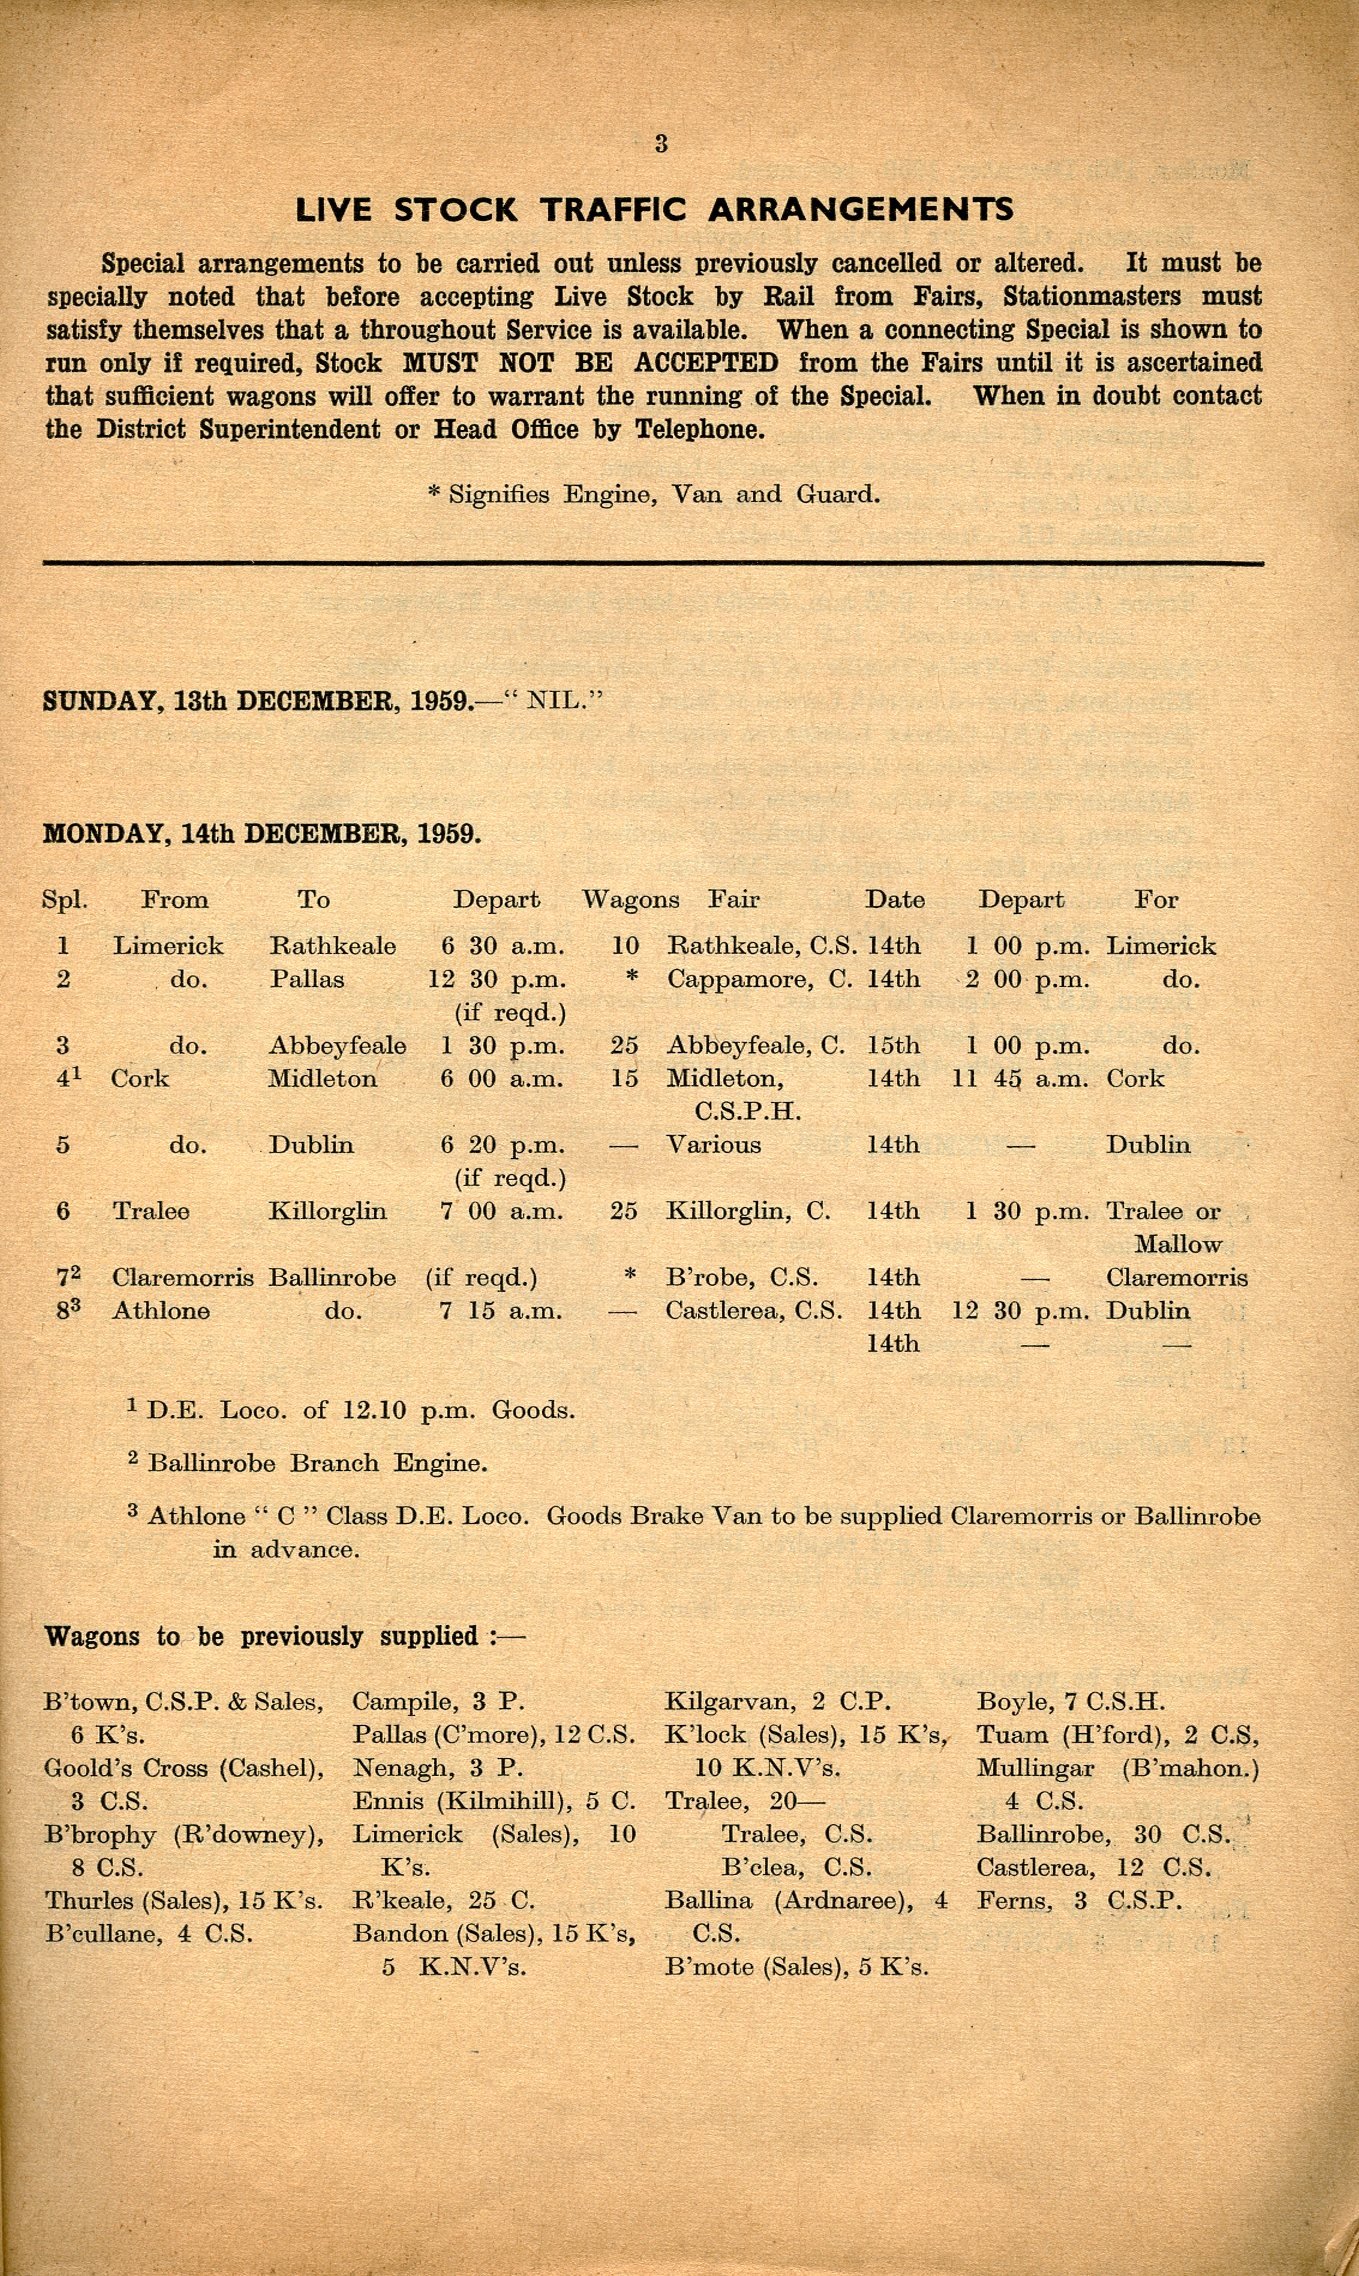 3
LIVE STOCK TRAFFIC ARRANGEMENTS
Special arrangements to be carried out unless previously cancelled or altered. It must be
specially noted that before accepting Live Stock by Rail from Fairs, Stationmasters must
satisfy themselves that a throughout Service is available. When a connecting Special is shown to
run only if required, Stock MUST NOT BE ACCEPTED from the Fairs until it is ascertained
that sufficient wagons will offer to warrant the running of the Special. When in doubt contact
the District Superintendent or Head Office by Telephone.
* Signifies Engine, Van and Guard.
SUNDAY, 13th DECEMBER, 1959.—“ NIL.”
MONDAY, 14th DECEMBER, 1959.
Spl. From To Depart Wagons Fair Date Depart For
1 Limerick Rathkeale 6 30 a.m. 10 Rathkeale, C.S. 14th 1 00 p.m. Limerick
2 do. Pallas 12 30 p.m. * Cappamore, C. 14th 2 00 p.m. do.
(if reqd.)
3 do. Abbeyfeale 1 30 p.m. 25 Abbeyfeale, C. 15th 1 00 p.m. do.
4¹ Cork Midleton 6 00 a.m. 15 Midleton, 14th 11 45 a.m. Cork
C.S.P.H.
5 do. Dublin 6 20 p.m. — Various 14th — Dublin
(if reqd.)
6 Tralee Killorglin 7 00 a.m. 25 Killorglin, C. 14th 1 30 p.m. Tralee or
Mallow
7² Claremorris Ballinrobe (if reqd.) * B'robe, C.S. 14th — Claremorris
8³ Athlone do. 7 15 a.m. — Castlerea, C.S. 14th 12 30 p.m. Dublin
14th — —
¹ D.E. Loco. of 12.10 p.m. Goods.
² Ballinrobe Branch Engine.
³ Athlone “ C ” Class D.E. Loco. Goods Brake Van to be supplied Claremorris or Ballinrobe
in advance.
Wagons to be previously supplied :—
B'town, C.S.P. & Sales,
6 K's.
Goold's Cross (Cashel),
3 C.S.
B'brophy (R'downey),
8 C.S.
Thurles (Sales), 15 K's.
B'cullane, 4 C.S.
Campile, 3 P.
Pallas (C'more), 12 C.S.
Nenagh, 3 P.
Ennis (Kilmihill), 5 C.
Limerick (Sales), 10
K's.
R'keale, 25 C.
Bandon (Sales), 15 K's,
5 K.N.V's.
Kilgarvan, 2 C.P.
K'lock (Sales), 15 K's,
10 K.N.V's.
Tralee, 20—
Tralee, C.S.
B'clea, C.S.
Ballina (Ardnaree), 4
C.S.
B'mote (Sales), 5 K's.
Boyle, 7 C.S.H.
Tuam (H'ford), 2 C.S,
Mullingar (B'mahon.)
4 C.S.
Ballinrobe, 30 C.S.
Castlerea, 12 C.S.
Ferns, 3 C.S.P.